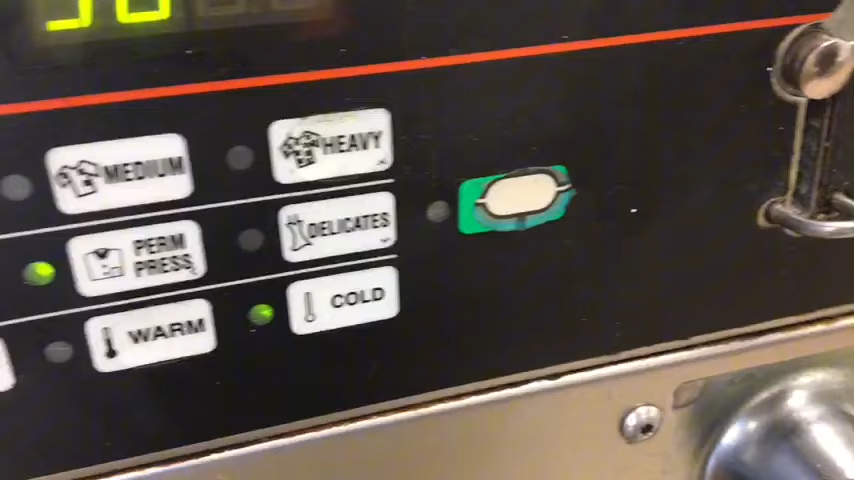 MEDIUM
HEAVY
PERM
PRESS
DELICATES
WARM
COLD